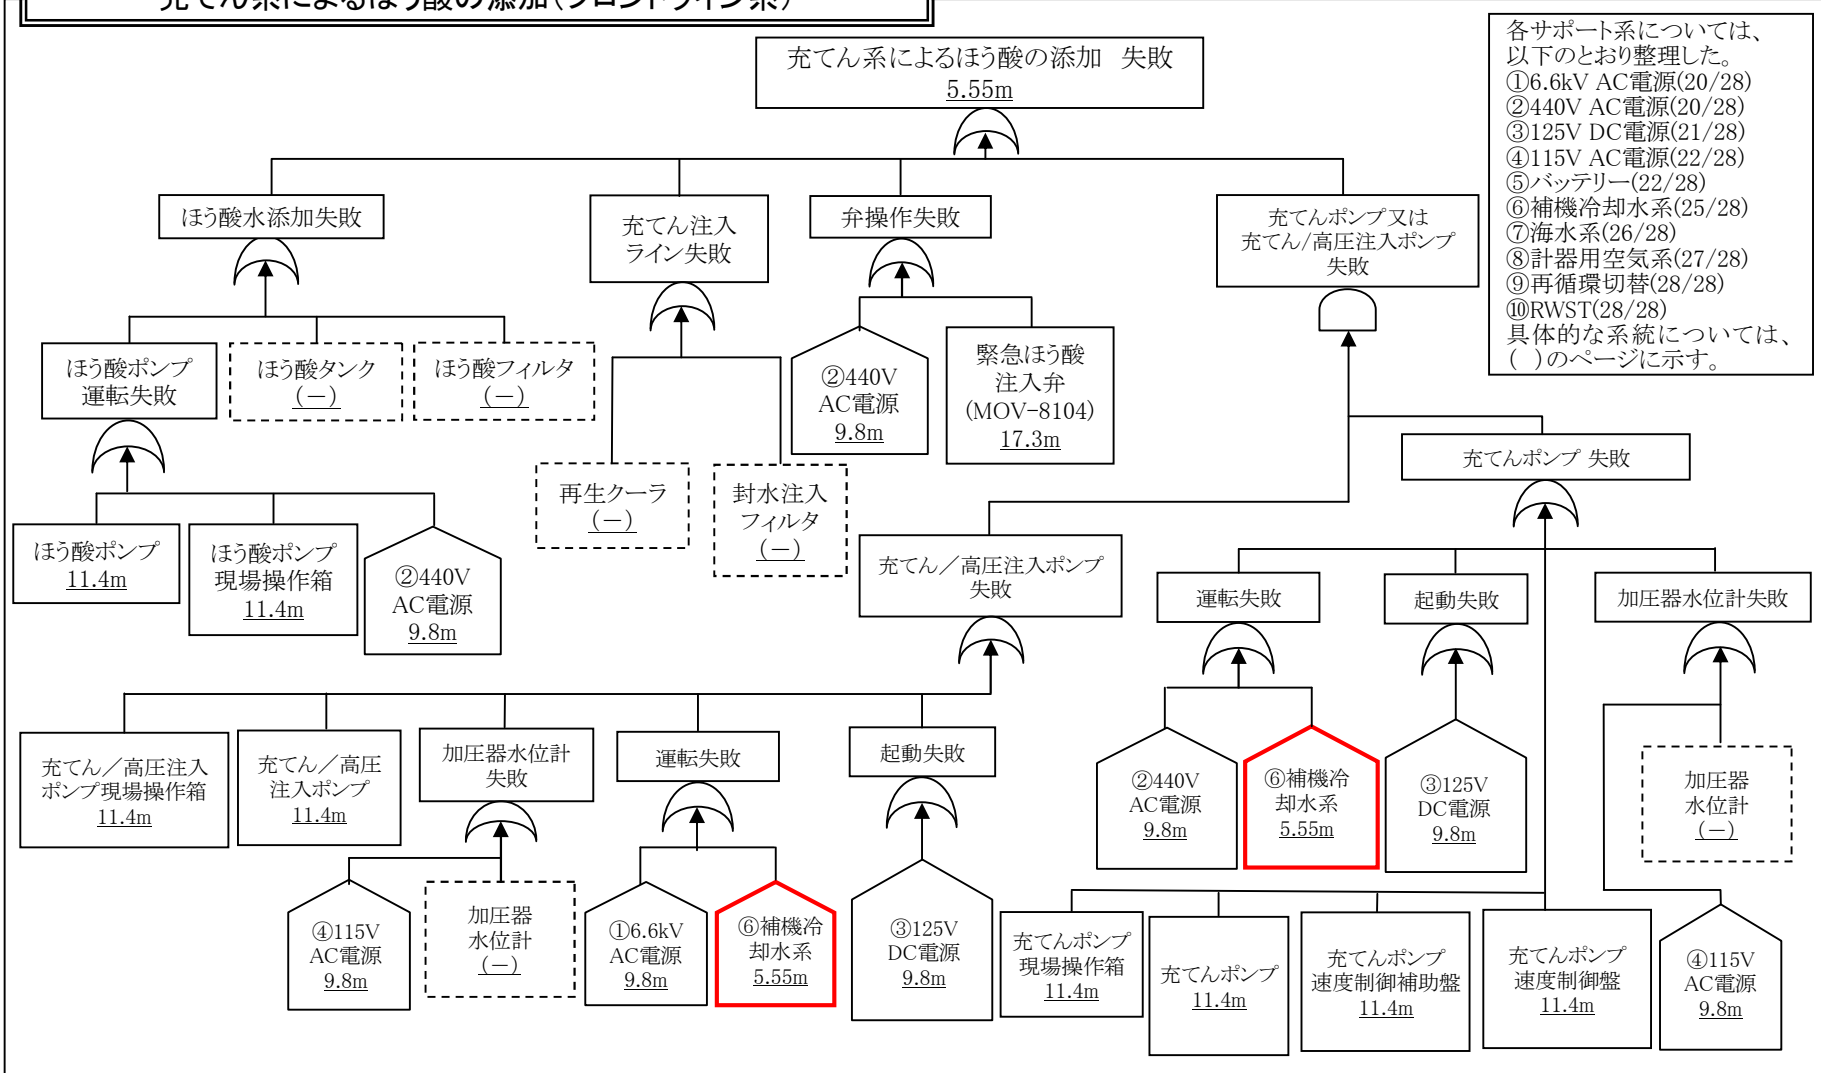 充てん系によるほう酸の添加(フロントライン系)
各サポート系については、
以下のとおり整理した。
①6.6kV AC電源(20/28)
②440V AC電源(20/28)
③125V DC電源(21/28)
④115V AC電源(22/28)
⑤バッテリー(22/28)
⑥補機冷却水系(25/28)
⑦海水系(26/28)
⑧計器用空気系(27/28)
⑨再循環切替(28/28)
⑩RWST(28/28)
具体的な系統については、
( )のページに示す。
充てん系によるほう酸の添加 失敗
5.55m
ほう酸水添加失敗
充てん注入
ライン失敗
弁操作失敗
充てんポンプ又は
充てん/高圧注入ポンプ
失敗
ほう酸ポンプ
運転失敗
ほう酸タンク
(-)
ほう酸フィルタ
(-)
②440V
AC電源
9.8m
緊急ほう酸
注入弁
(MOV-8104)
17.3m
充てんポンプ 失敗
再生クーラ
(-)
封水注入
フィルタ
(-)
ほう酸ポンプ
11.4m
ほう酸ポンプ
現場操作箱
11.4m
②440V
AC電源
9.8m
充てん/高圧注入ポンプ
失敗
運転失敗
起動失敗
加圧器水位計失敗
充てん/高圧注入
ポンプ現場操作箱
11.4m
充てん/高圧
注入ポンプ
11.4m
加圧器水位計
失敗
運転失敗
起動失敗
②440V
AC電源
9.8m
⑥補機冷
却水系
5.55m
③125V
DC電源
9.8m
加圧器
水位計
(-)
④115V
AC電源
9.8m
加圧器
水位計
(-)
①6.6kV
AC電源
9.8m
⑥補機冷
却水系
5.55m
③125V
DC電源
9.8m
充てんポンプ
現場操作箱
11.4m
充てんポンプ
11.4m
充てんポンプ
速度制御補助盤
11.4m
充てんポンプ
速度制御盤
11.4m
④115V
AC電源
9.8m